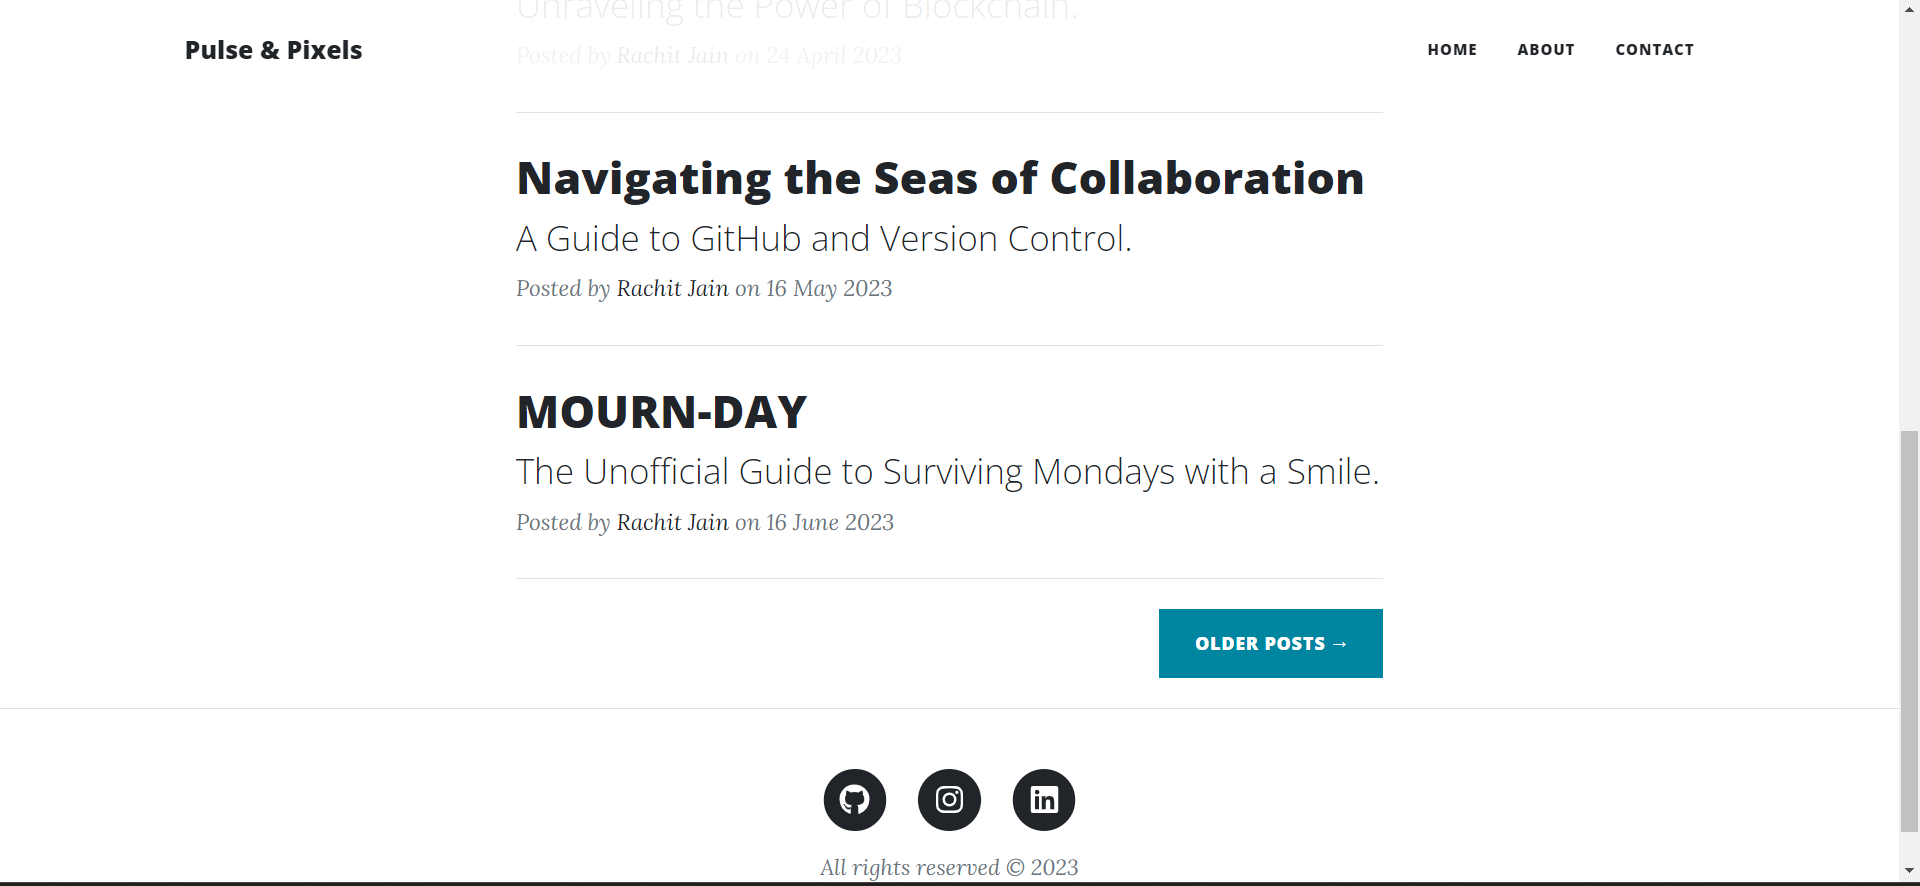 Unraveling the Power of Blockchain.
Pulse & Pixels
HOME ABOUT CONTACT
Posted by Rachit Jain on 24 April 2023
Navigating the Seas of Collaboration
A Guide to GitHub and Version Control.
Posted by Rachit Jain on 16 May 2023
MOURN-DAY
The Unofficial Guide to Surviving Mondays with a Smile.
Posted by Rachit Jain on 16 June 2023
OLDER POSTS →
in
All rights reserved © 2023